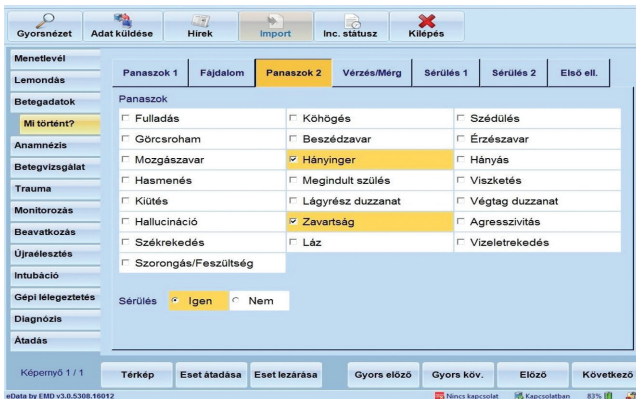 Gyorsnézet Adat küldése Hírek Import Inc. státusz Kilépés
Menetlevél
Lemondás
Betegadatok
Mi történt?
Anamnézis
Betegvizsgálat
Trauma
Monitorozás
Beavatkozás
Újraélesztés
Intubáció
Gépi lélegeztetés
Diagnózis
Átadás
Képernyő 1 / 1
Panaszok 1 Fájdalom Panaszok 2 Vérzés/Mérg Sérülés 1 Sérülés 2 Első ell.
Panaszok
Fulladás Köhögés Szédülés
Görcsroham Beszédzavar Érzészavar
Mozgászavar Hányinger Hányás
Hasmenés Megindult szülés Viszketés
Kiütés Lágyrész duzzanat Végtag duzzanat
Hallucináció Zavartság Agresszivitás
Székrekedés Láz Vizeletrekedés
Szorongás/Feszültség
Sérülés Igen Nem
Térkép Eset átadása Eset lezárása Gyors előző Gyors köv. Előző Következő
eData by EMD v3.0.5308.16012 Nincs kapcsolat Kapcsolatban 83%